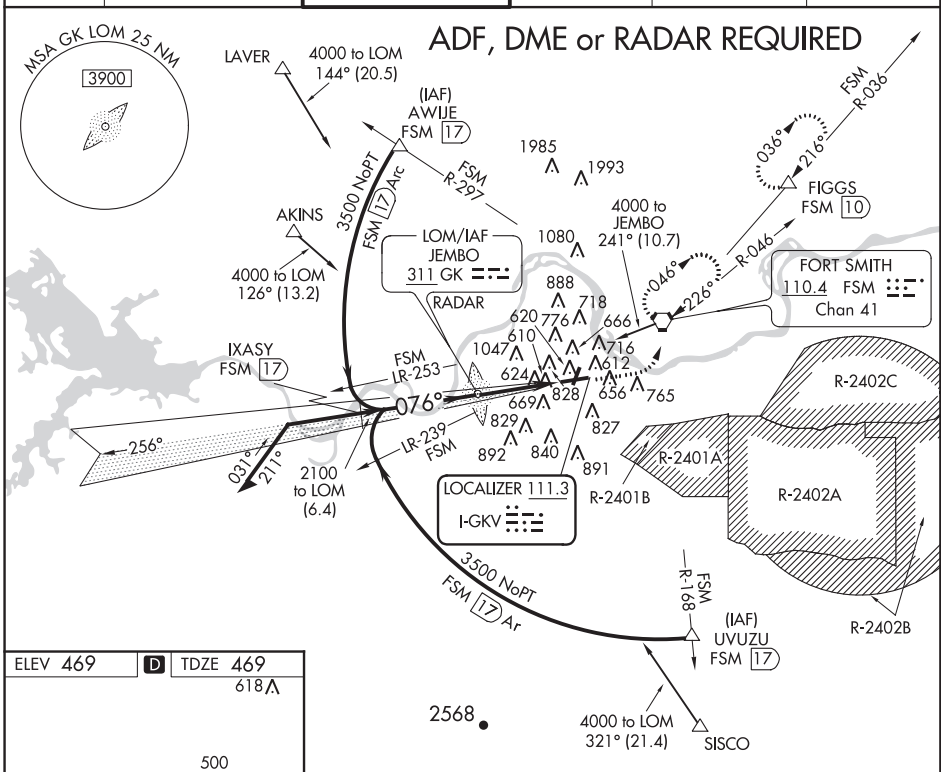 ADF, DME or RADAR REQUIRED
MSA GK LOM 25 NM
3900
LAVER
4000 to LOM
144° (20.5)
(IAF)
AWIJE
FSM 17
FSM
R-297
3500 NoPT
FSM 17 Arc
AKINS
4000 to LOM
126° (13.2)
LOM/IAF
JEMBO
311 GK
RADAR
1985
1993
4000 to
JEMBO
241° (10.7)
1080
FSM
R-036
036°
216°
FIGGS
FSM 10
R-046
046°
226°
FORT SMITH
110.4 FSM
Chan 41
888
718
620
776
666
610
716
1047
612
624
828
656
765
669
829
827
892
840
891
IXASY
FSM 17
FSM
LR-253
076°
LR-239
FSM
256°
031°
211°
2100
to LOM
(6.4)
LOCALIZER 111.3
I-GKV
R-2401B
R-2401A
R-2402C
R-2402A
R-2402B
3500 NoPT
FSM 17 Ar
FSM
R-168
(IAF)
UVUZU
FSM 17
4000 to LOM
321° (21.4)
SISCO
2568
ELEV 469 D TDZE 469
618
500